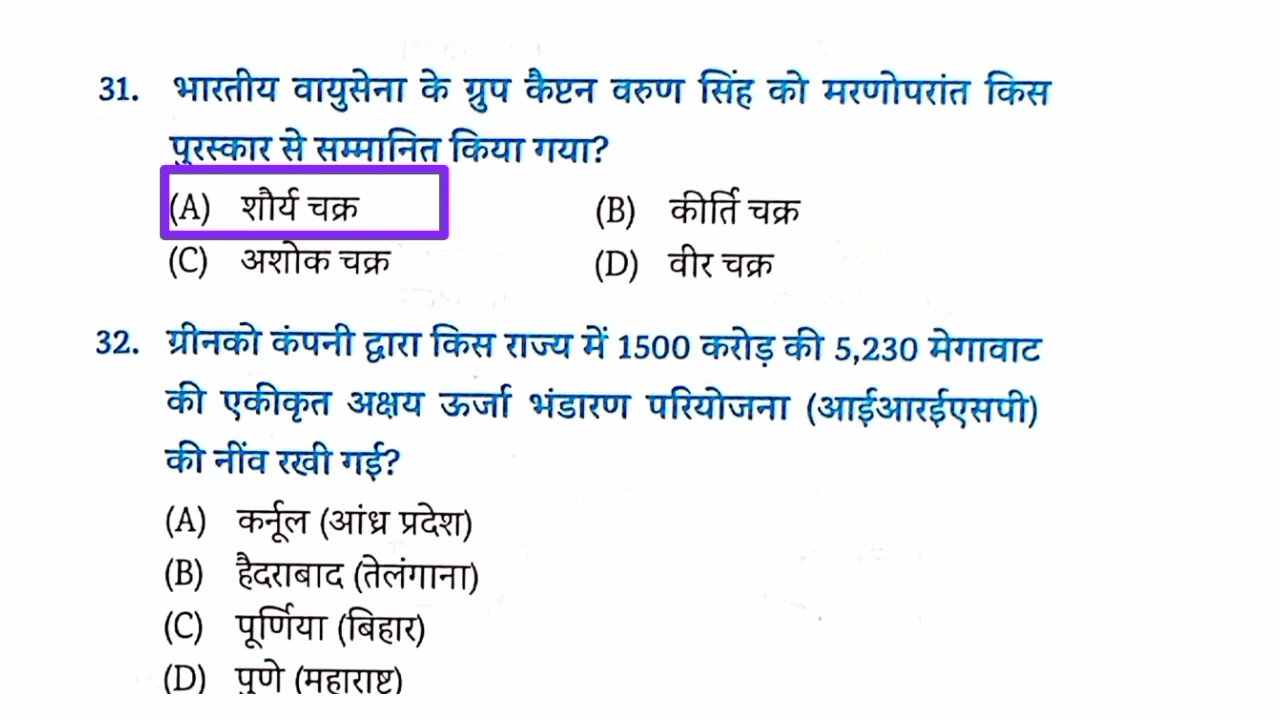 31. भारतीय वायुसेना के ग्रुप कैप्टन वरुण सिंह को मरणोपरांत किस
पुरस्कार से सम्मानित किया गया?
(A) शौर्य चक्र (B) कीर्ति चक्र
(C) अशोक चक्र (D) वीर चक्र
32. ग्रीनको कंपनी द्वारा किस राज्य में 1500 करोड़ की 5,230 मेगावाट
की एकीकृत अक्षय ऊर्जा भंडारण परियोजना (आईआरईएसपी)
की नींव रखी गई?
(A) कर्नूल (आंध्र प्रदेश)
(B) हैदराबाद (तेलंगाना)
(C) पूर्णिया (बिहार)
(D) पुणे (महाराष्ट्र)